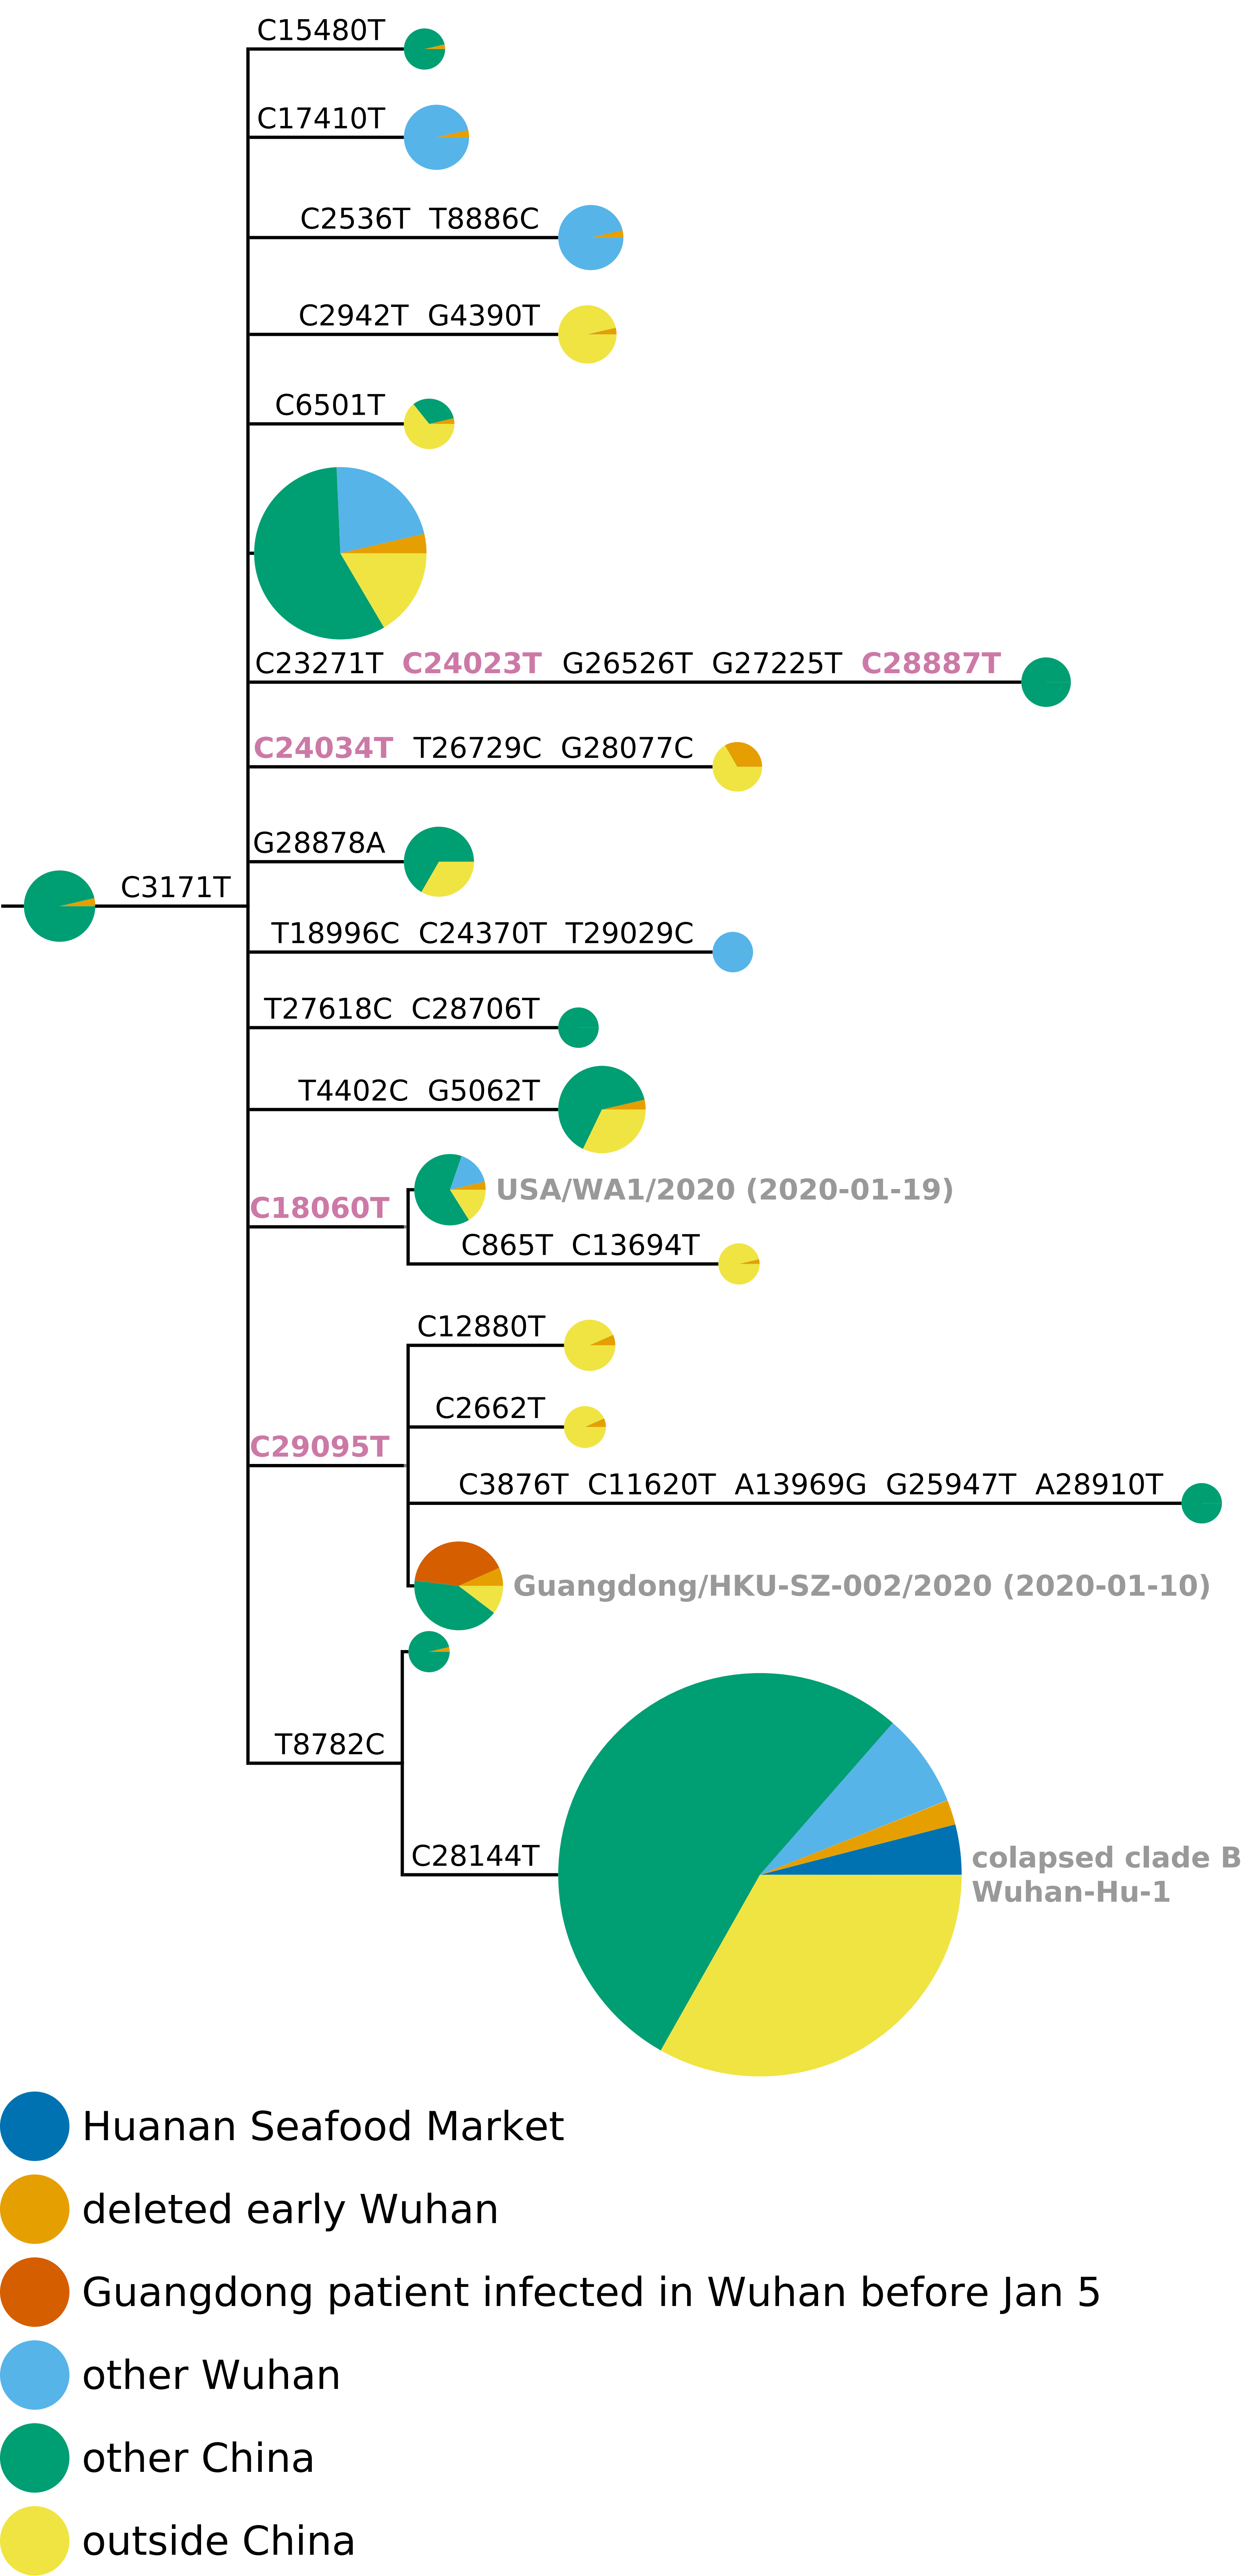 C15480T
C17410T
C2536T T8886C
C2942T G4390T
C6501T
C23271T C24023T G26526T G27225T C28887T
C24034T T26729C G28077C
G28878A
C3171T
T18996C C24370T T29029C
T27618C C28706T
T4402C G5062T
USA/WA1/2020 (2020-01-19)
C18060T
C865T C13694T
C12880T
C2662T
C29095T
C3876T C11620T A13969G G25947T A28910T
Guangdong/HKU-SZ-002/2020 (2020-01-10)
T8782C
C28144T
colapsed clade B
Wuhan-Hu-1
Huanan Seafood Market
deleted early Wuhan
Guangdong patient infected in Wuhan before Jan 5
other Wuhan
other China
outside China